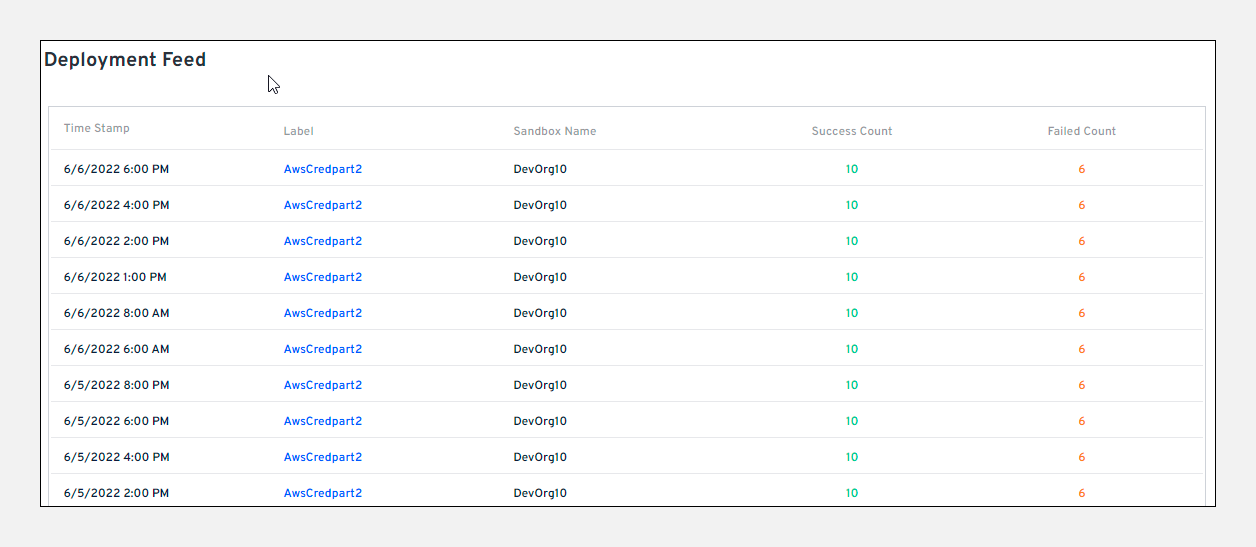 Deployment Feed
Time Stamp Label Sandbox Name Success Count Failed Count
6/6/2022 6:00 PM AwsCredpart2 DevOrg10 10 6
6/6/2022 4:00 PM AwsCredpart2 DevOrg10 10 6
6/6/2022 2:00 PM AwsCredpart2 DevOrg10 10 6
6/6/2022 1:00 PM AwsCredpart2 DevOrg10 10 6
6/6/2022 8:00 AM AwsCredpart2 DevOrg10 10 6
6/6/2022 6:00 AM AwsCredpart2 DevOrg10 10 6
6/5/2022 8:00 PM AwsCredpart2 DevOrg10 10 6
6/5/2022 6:00 PM AwsCredpart2 DevOrg10 10 6
6/5/2022 4:00 PM AwsCredpart2 DevOrg10 10 6
6/5/2022 2:00 PM AwsCredpart2 DevOrg10 10 6